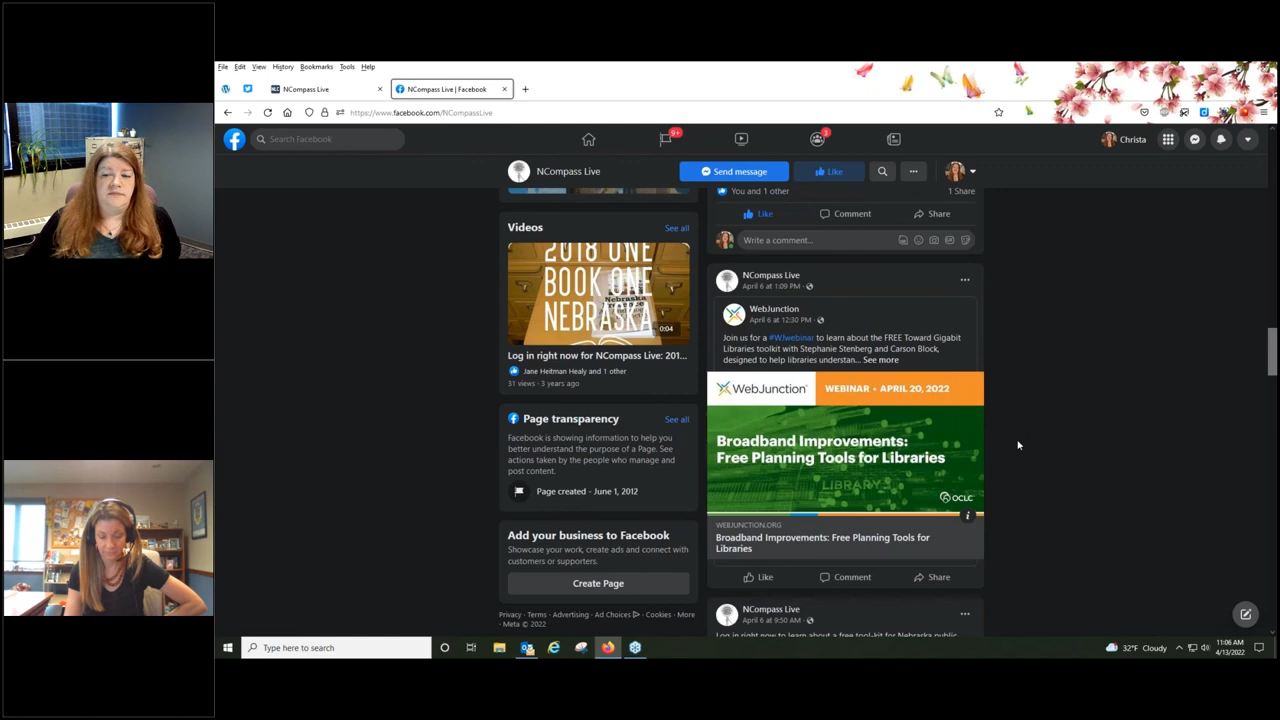 File Edit View History Bookmarks Tools Help
NCompass Live
NCompass Live | Facebook
https://www.facebook.com/NCompassLive
Search Facebook
9+
3
Christa
NCompass Live
Send message
Like
You and 1 other
1 Share
Like
Comment
Share
Write a comment...
Videos
See all
2018 ONE
BOOK ONE
NEBRASKA
0:04
Log in right now for NCompass Live: 201...
Jane Heitman Healy and 1 other
31 views · 3 years ago
Page transparency
See all
Facebook is showing information to help you
better understand the purpose of a Page. See
actions taken by the people who manage and
post content.
Page created - June 1, 2012
Add your business to Facebook
Showcase your work, create ads and connect with
customers or supporters.
Create Page
Privacy · Terms · Advertising · Ad Choices · Cookies · More
· Meta © 2022
NCompass Live
April 6 at 1:09 PM ·
WebJunction
April 6 at 12:30 PM ·
Join us for a #WJwebinar to learn about the FREE Toward Gigabit
Libraries toolkit with Stephanie Stenberg and Carson Block,
designed to help libraries understan... See more
WebJunction
WEBINAR • APRIL 20, 2022
Broadband Improvements:
Free Planning Tools for Libraries
LIBRARY
OCLC
WEBJUNCTION.ORG
Broadband Improvements: Free Planning Tools for
Libraries
Like
Comment
Share
NCompass Live
April 6 at 9:50 AM ·
Log in right now to learn about a free tool-kit for Nebraska public
Type here to search
32°F Cloudy
11:06 AM
4/13/2022